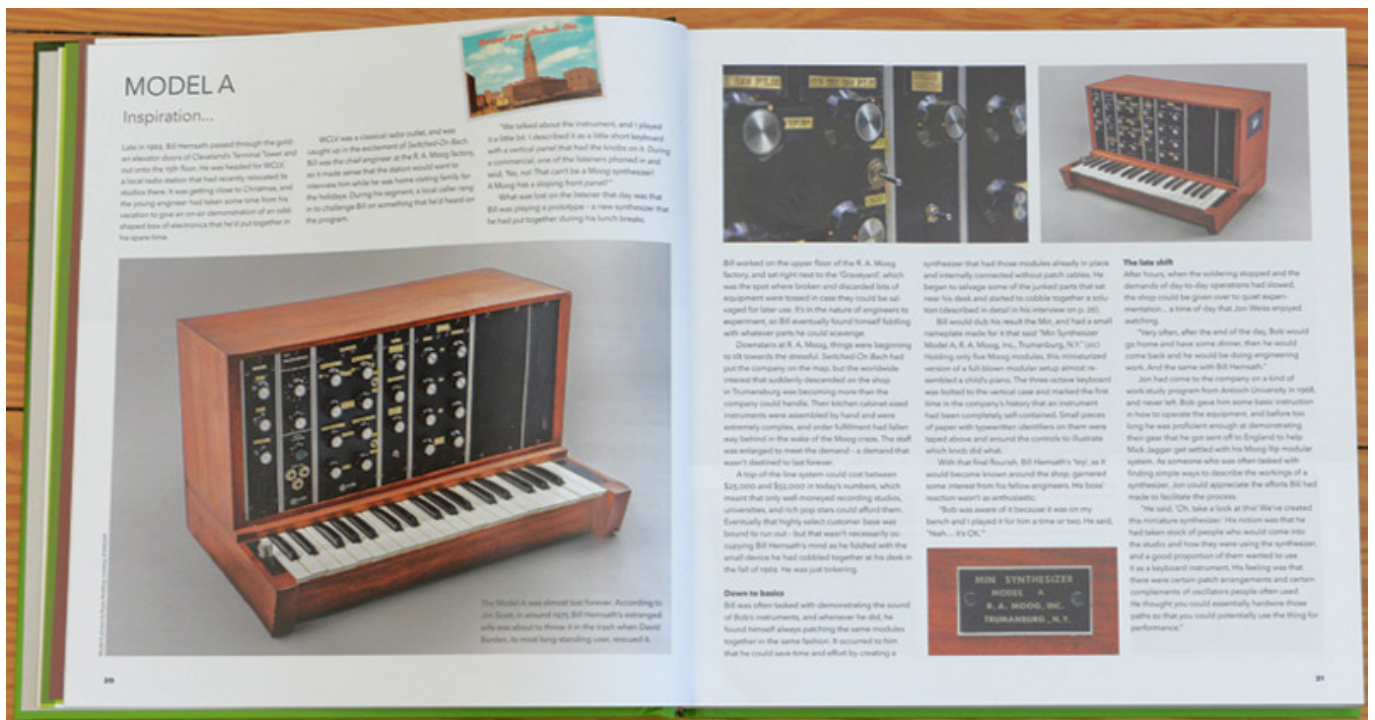 MODEL A
Inspiration...
Late in 1969, Bill Hemsath passed through the gold-
en elevator doors of Cleveland's Terminal Tower and
out onto the 19th floor. He was headed for WCLV,
a local radio station that had recently relocated its
studios there. It was getting close to Christmas, and
the young engineer had taken some time from his
vacation to give an on-air demonstration of an odd-
shaped box of electronics that he'd put together in
his spare time.
WCLV was a classical radio outlet, and was
caught up in the excitement of Switched-On Bach.
Bill was the chief engineer at the R. A. Moog factory,
so it made sense that the station would want to
interview him while he was home visiting family for
the holidays. During his segment, a local caller rang
in to challenge Bill on something that he'd heard on
the program.
"We talked about the instrument, and I played
it a little bit. I described it as a little short keyboard
with a vertical panel that had the knobs on it. During
a commercial, one of the listeners phoned in and
said, 'No, no! That can't be a Moog synthesizer!
A Moog has a sloping front panel!'"
What was lost on the listener that day was that
Bill was playing a prototype - a new synthesizer that
he had put together during his lunch breaks.
The Model A was almost lost forever. According to
Jim Scott, in around 1977, Bill Hemsath's estranged
wife was about to throw it in the trash when David
Borden, its most long-standing user, rescued it.
20
Bill worked on the upper floor of the R. A. Moog
factory, and sat right next to the 'Graveyard', which
was the spot where broken and discarded bits of
equipment were tossed in case they could be sal-
vaged for later use. It's in the nature of engineers to
experiment, so Bill eventually found himself fiddling
with whatever parts he could scavenge.
Downstairs at R. A. Moog, things were beginning
to tilt towards the stressful. Switched-On Bach had
put the company on the map, but the worldwide
interest that suddenly descended on the shop
in Trumansburg was becoming more than the
company could handle. Their kitchen cabinet sized
instruments were assembled by hand and were
extremely complex, and order fulfillment had fallen
way behind in the wake of the Moog craze. The staff
was enlarged to meet the demand - a demand that
wasn't destined to last forever.
A top-of-the-line system could cost between
$23,000 and $52,000 in today's numbers, which
meant that only well-moneyed recording studios,
universities, and rich pop stars could afford them.
Eventually that highly select customer base was
bound to run out - but that wasn't necessarily oc-
cupying Bill Hemsath's mind as he fiddled with the
small device he had cobbled together at his desk in
the fall of 1969. He was just tinkering.
Down to basics
Bill was often tasked with demonstrating the sound
of Bob's instruments, and whenever he did, he
found himself always patching the same modules
together in the same fashion. It occurred to him
that he could save time and effort by creating a
synthesizer that had those modules already in place
and internally connected without patch cables. He
began to salvage some of the junked parts that sat
near his desk and started to cobble together a solu-
tion (described in detail in his interview on p. 26).
Bill would dub his result the Min, and had a small
nameplate made for it that said "Min Synthesizer
Model A, R. A. Moog, Inc., Trumanburg, N.Y." (sic)
Holding only five Moog modules, this miniaturized
version of a full-blown modular setup almost re-
sembled a child's piano. The three octave keyboard
was bolted to the vertical case and marked the first
time in the company's history that an instrument
had been completely self contained. Small pieces
of paper with typewritten identifiers on them were
taped above and around the controls to illustrate
which knob did what.
With that final flourish, Bill Hemsath's 'toy', as it
would become known around the shop, garnered
some interest from his fellow engineers. His boss'
reaction wasn't as enthusiastic.
"Bob was aware of it because it was on my
bench and I played it for him a time or two. He said,
'Yeah... It's OK.'"
MIN SYNTHESIZER
MODEL A
R. A. MOOG, INC.
TRUMANBURG, N.Y.
The late shift
After hours, when the soldering stopped and the
demands of day-to-day operations had slowed,
the shop could be given over to quiet experi-
mentation... a time of day that Jon Weiss enjoyed
watching.
"Very often, after the end of the day, Bob would
go home and have some dinner, then he would
come back and he would be doing engineering
work. And the same with Bill Hemsath."
Jon had come to the company on a kind of
work-study program from Antioch University in 1968,
and never left. Bob gave him some basic instruction
in how to operate the equipment, and before too
long he was proficient enough at demonstrating
their gear that he got sent off to England to help
Mick Jagger get settled with his Moog IIIp modular
system. As someone who was often tasked with
finding simple ways to describe the workings of a
synthesizer, Jon could appreciate the efforts Bill had
made to facilitate the process.
"He said, 'Oh, take a look at this! We've created
this miniature synthesizer.' His notion was that he
had taken stock of people who would come into
the studio and how they were using the synthesizer,
and a good proportion of them wanted to use
it as a keyboard instrument. His feeling was that
there were certain patch arrangements and certain
complements of oscillators people often used.
He thought you could essentially hardwire those
paths so that you could potentially use the thing for
performance."
21